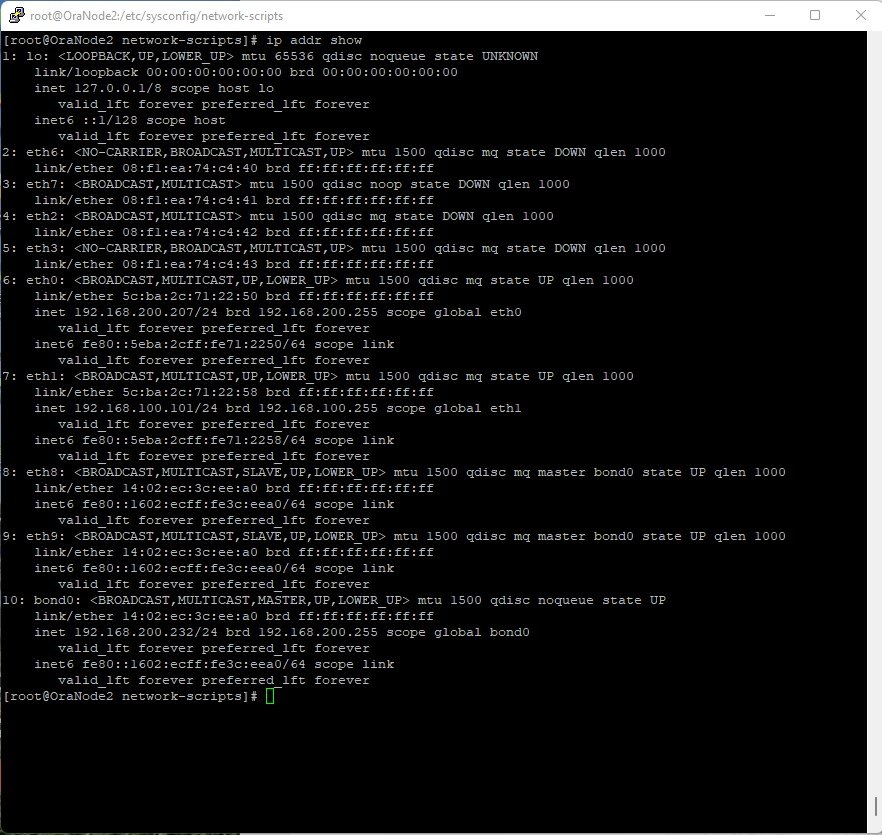 root@OraNode2:/etc/sysconfig/network-scripts
[root@OraNode2 network-scripts]# ip addr show
1: lo: <LOOPBACK,UP,LOWER_UP> mtu 65536 qdisc noqueue state UNKNOWN
    link/loopback 00:00:00:00:00:00 brd 00:00:00:00:00:00
    inet 127.0.0.1/8 scope host lo
       valid_lft forever preferred_lft forever
    inet6 ::1/128 scope host
       valid_lft forever preferred_lft forever
2: eth6: <NO-CARRIER,BROADCAST,MULTICAST,UP> mtu 1500 qdisc mq state DOWN qlen 1000
    link/ether 08:f1:ea:74:c4:40 brd ff:ff:ff:ff:ff:ff
3: eth7: <BROADCAST,MULTICAST> mtu 1500 qdisc noop state DOWN qlen 1000
    link/ether 08:f1:ea:74:c4:41 brd ff:ff:ff:ff:ff:ff
4: eth2: <BROADCAST,MULTICAST> mtu 1500 qdisc mq state DOWN qlen 1000
    link/ether 08:f1:ea:74:c4:42 brd ff:ff:ff:ff:ff:ff
5: eth3: <NO-CARRIER,BROADCAST,MULTICAST,UP> mtu 1500 qdisc mq state DOWN qlen 1000
    link/ether 08:f1:ea:74:c4:43 brd ff:ff:ff:ff:ff:ff
6: eth0: <BROADCAST,MULTICAST,UP,LOWER_UP> mtu 1500 qdisc mq state UP qlen 1000
    link/ether 5c:ba:2c:71:22:50 brd ff:ff:ff:ff:ff:ff
    inet 192.168.200.207/24 brd 192.168.200.255 scope global eth0
       valid_lft forever preferred_lft forever
    inet6 fe80::5eba:2cff:fe71:2250/64 scope link
       valid_lft forever preferred_lft forever
7: eth1: <BROADCAST,MULTICAST,UP,LOWER_UP> mtu 1500 qdisc mq state UP qlen 1000
    link/ether 5c:ba:2c:71:22:58 brd ff:ff:ff:ff:ff:ff
    inet 192.168.100.101/24 brd 192.168.100.255 scope global eth1
       valid_lft forever preferred_lft forever
    inet6 fe80::5eba:2cff:fe71:2258/64 scope link
       valid_lft forever preferred_lft forever
8: eth8: <BROADCAST,MULTICAST,SLAVE,UP,LOWER_UP> mtu 1500 qdisc mq master bond0 state UP qlen 1000
    link/ether 14:02:ec:3c:ee:a0 brd ff:ff:ff:ff:ff:ff
    inet6 fe80::1602:ecff:fe3c:eea0/64 scope link
       valid_lft forever preferred_lft forever
9: eth9: <BROADCAST,MULTICAST,SLAVE,UP,LOWER_UP> mtu 1500 qdisc mq master bond0 state UP qlen 1000
    link/ether 14:02:ec:3c:ee:a0 brd ff:ff:ff:ff:ff:ff
    inet6 fe80::1602:ecff:fe3c:eea0/64 scope link
       valid_lft forever preferred_lft forever
10: bond0: <BROADCAST,MULTICAST,MASTER,UP,LOWER_UP> mtu 1500 qdisc noqueue state UP
    link/ether 14:02:ec:3c:ee:a0 brd ff:ff:ff:ff:ff:ff
    inet 192.168.200.232/24 brd 192.168.200.255 scope global bond0
       valid_lft forever preferred_lft forever
    inet6 fe80::1602:ecff:fe3c:eea0/64 scope link
       valid_lft forever preferred_lft forever
[root@OraNode2 network-scripts]#